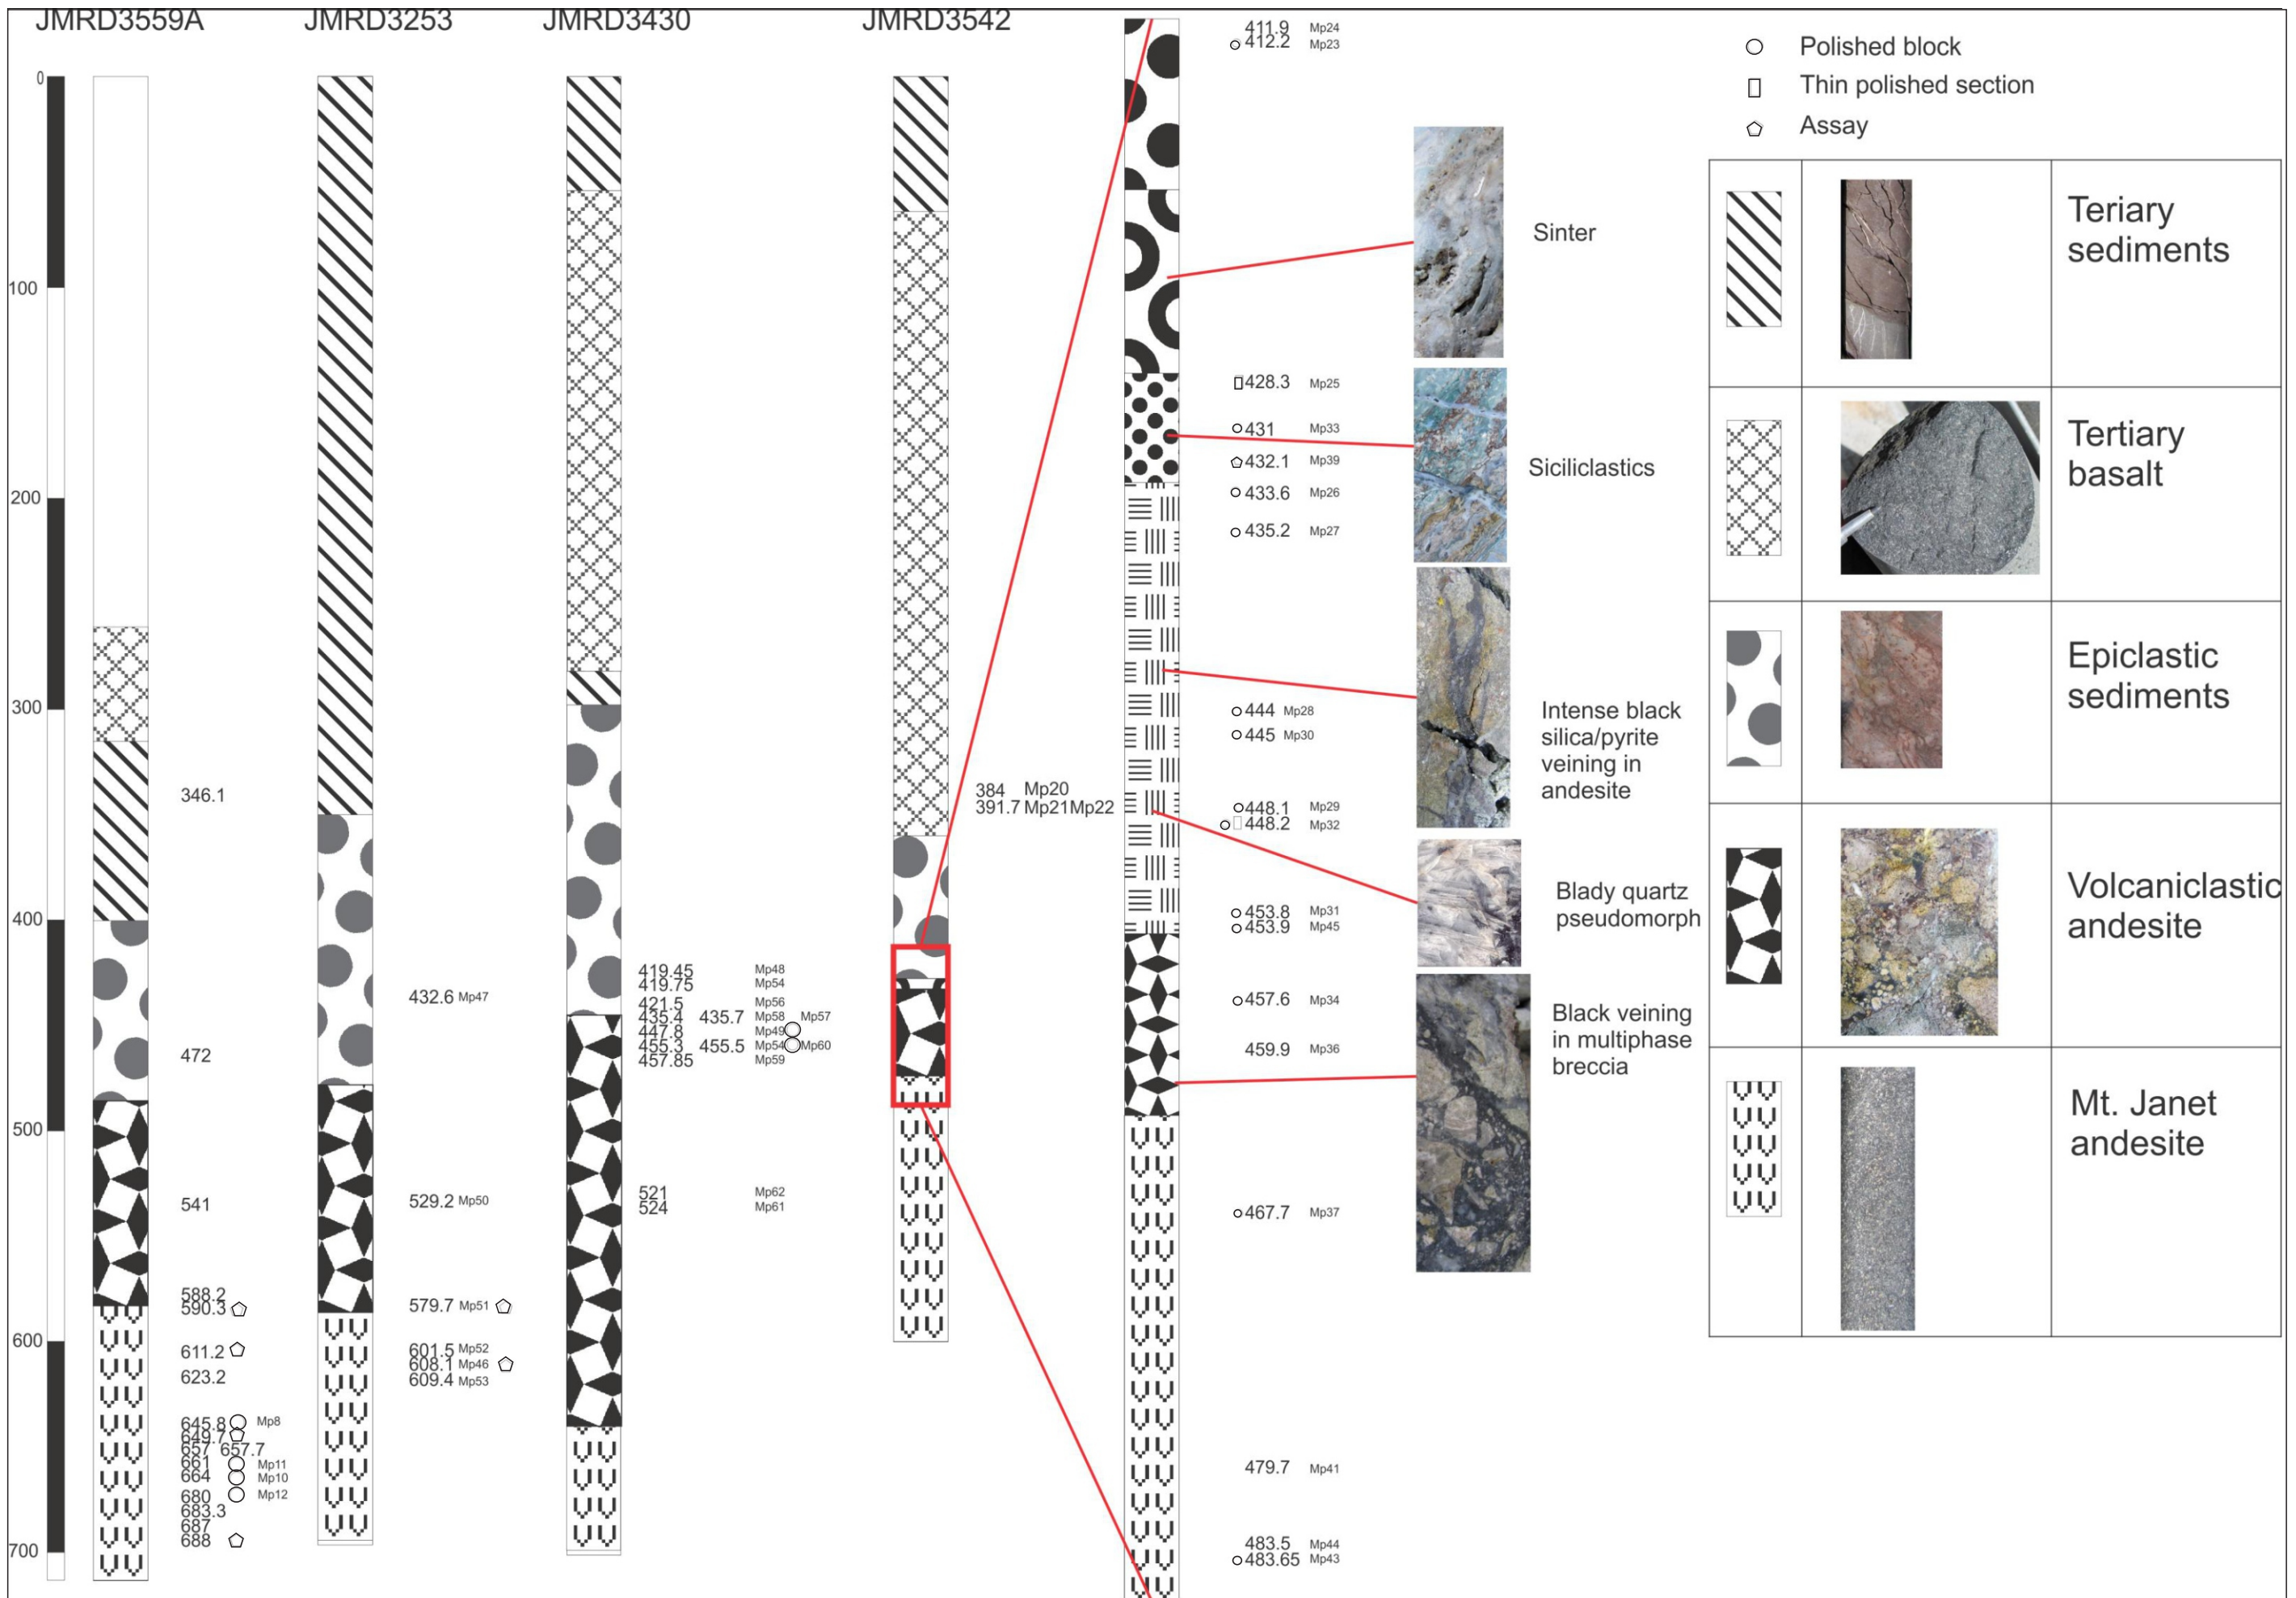 JMRD3559A JMRD3253 JMRD3430 JMRD3542
0
100
200
300
400
500
600
700
346.1
472
541
588.2
590.3
611.2
623.2
645.8 Mp8
649.7
657 657.7
661 Mp11
664 Mp10
680 Mp12
683.3
687
688
432.6 Mp47
529.2 Mp50
579.7 Mp51
601.5 Mp52
608.1 Mp46
609.4 Mp53
419.45 Mp48
419.75 Mp54
421.5 Mp56
435.4 435.7 Mp58 Mp57
447.8 Mp49
455.3 455.5 Mp54 Mp60
457.85 Mp59
521 Mp62
524 Mp61
384 Mp20
391.7 Mp21Mp22
411.9 Mp24
412.2 Mp23
428.3 Mp25
431 Mp33
432.1 Mp39
433.6 Mp26
435.2 Mp27
444 Mp28
445 Mp30
448.1 Mp29
448.2 Mp32
453.8 Mp31
453.9 Mp45
457.6 Mp34
459.9 Mp36
467.7 Mp37
479.7 Mp41
483.5 Mp44
483.65 Mp43
Sinter
Siciliclastics
Intense black
silica/pyrite
veining in
andesite
Blady quartz
pseudomorph
Black veining
in multiphase
breccia
Polished block
Thin polished section
Assay
Teriary
sediments
Tertiary
basalt
Epiclastic
sediments
Volcaniclastic
andesite
Mt. Janet
andesite